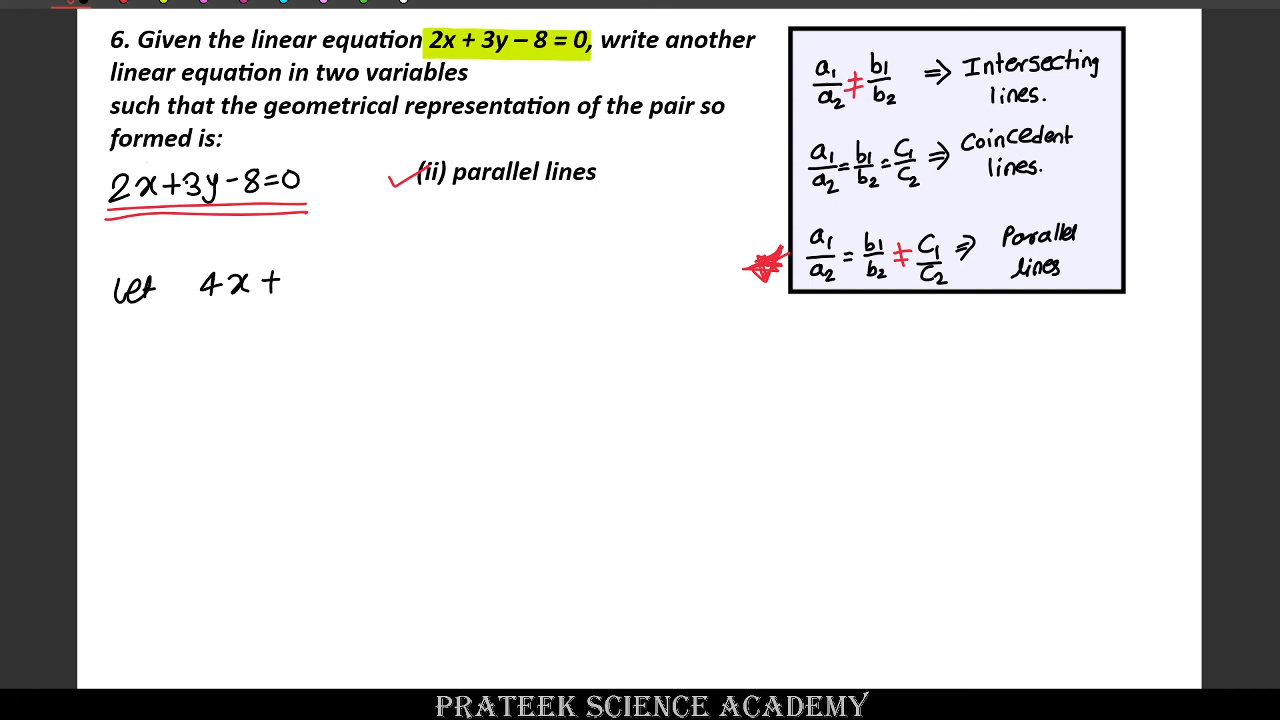 6. Given the linear equation 2x + 3y – 8 = 0, write another
linear equation in two variables
such that the geometrical representation of the pair so
formed is:
2x+3y-8=0
(ii) parallel lines
Let 4x+
a1/a2 ≠ b1/b2 ⇒ Intersecting
lines.
a1/a2 = b1/b2 = C1/C2 ⇒ Coincedent
lines.
a1/a2 = b1/b2 ≠ C1/C2 ⇒ Parallel
lines
PRATEEK SCIENCE ACADEMY